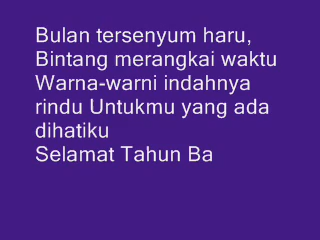 Bulan tersenyum haru,
Bintang merangkai waktu
Warna-warni indahnya
rindu Untukmu yang ada
dihatiku
Selamat Tahun Ba